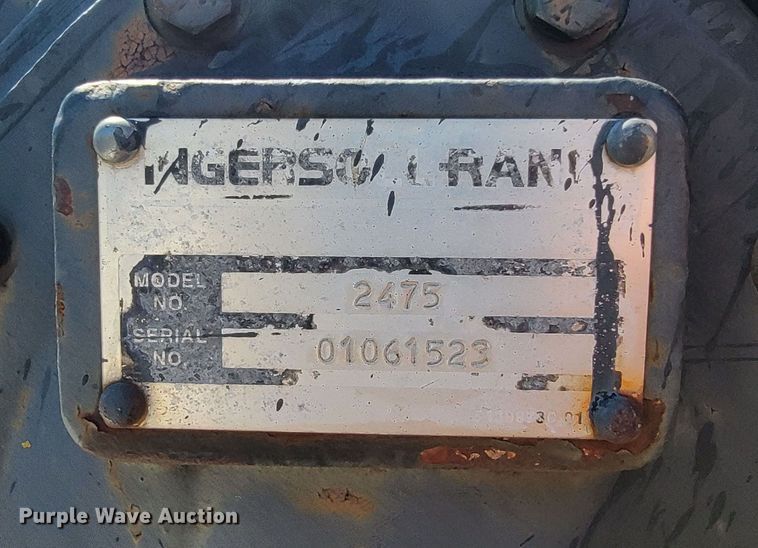 INGERSOLL-RAND
MODEL
NO.
2475
SERIAL
NO.
01061523
Purple Wave Auction